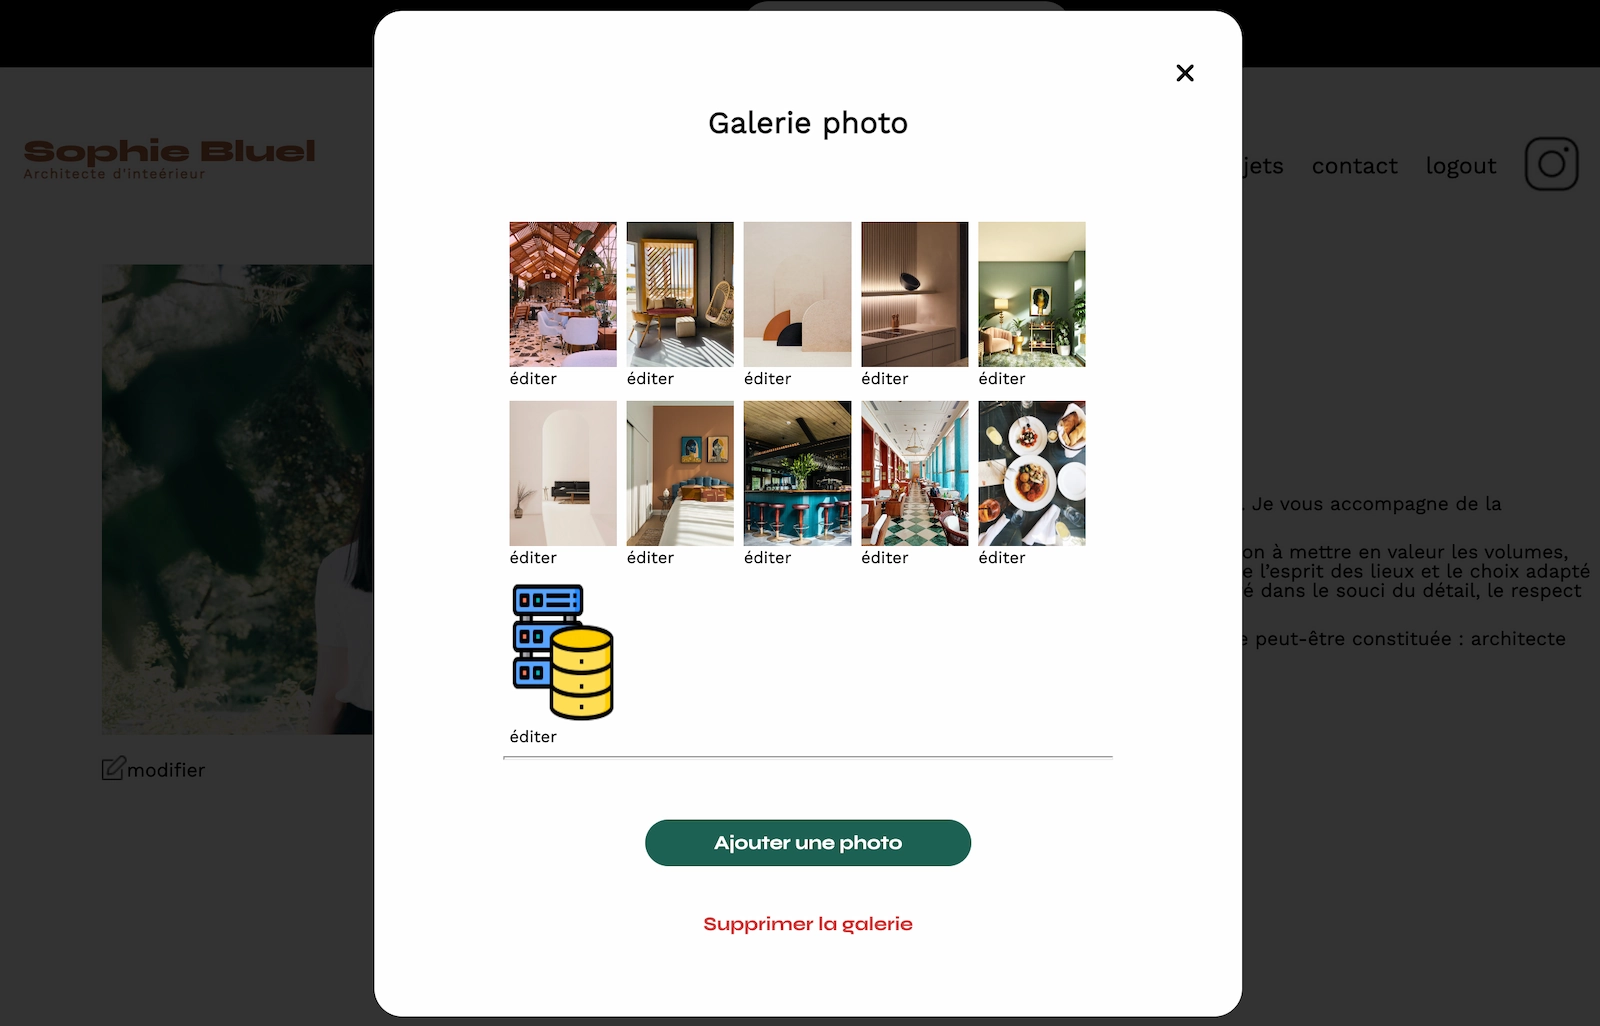 Galerie photo
Sophie Bluel
Architecte d'inteérieur
jets contact logout
éditer éditer éditer éditer éditer
éditer éditer éditer éditer éditer
éditer
. Je vous accompagne de la
on à mettre en valeur les volumes,
e l'esprit des lieux et le choix adapté
é dans le souci du détail, le respect
e peut-être constituée : architecte
modifier
Ajouter une photo
Supprimer la galerie